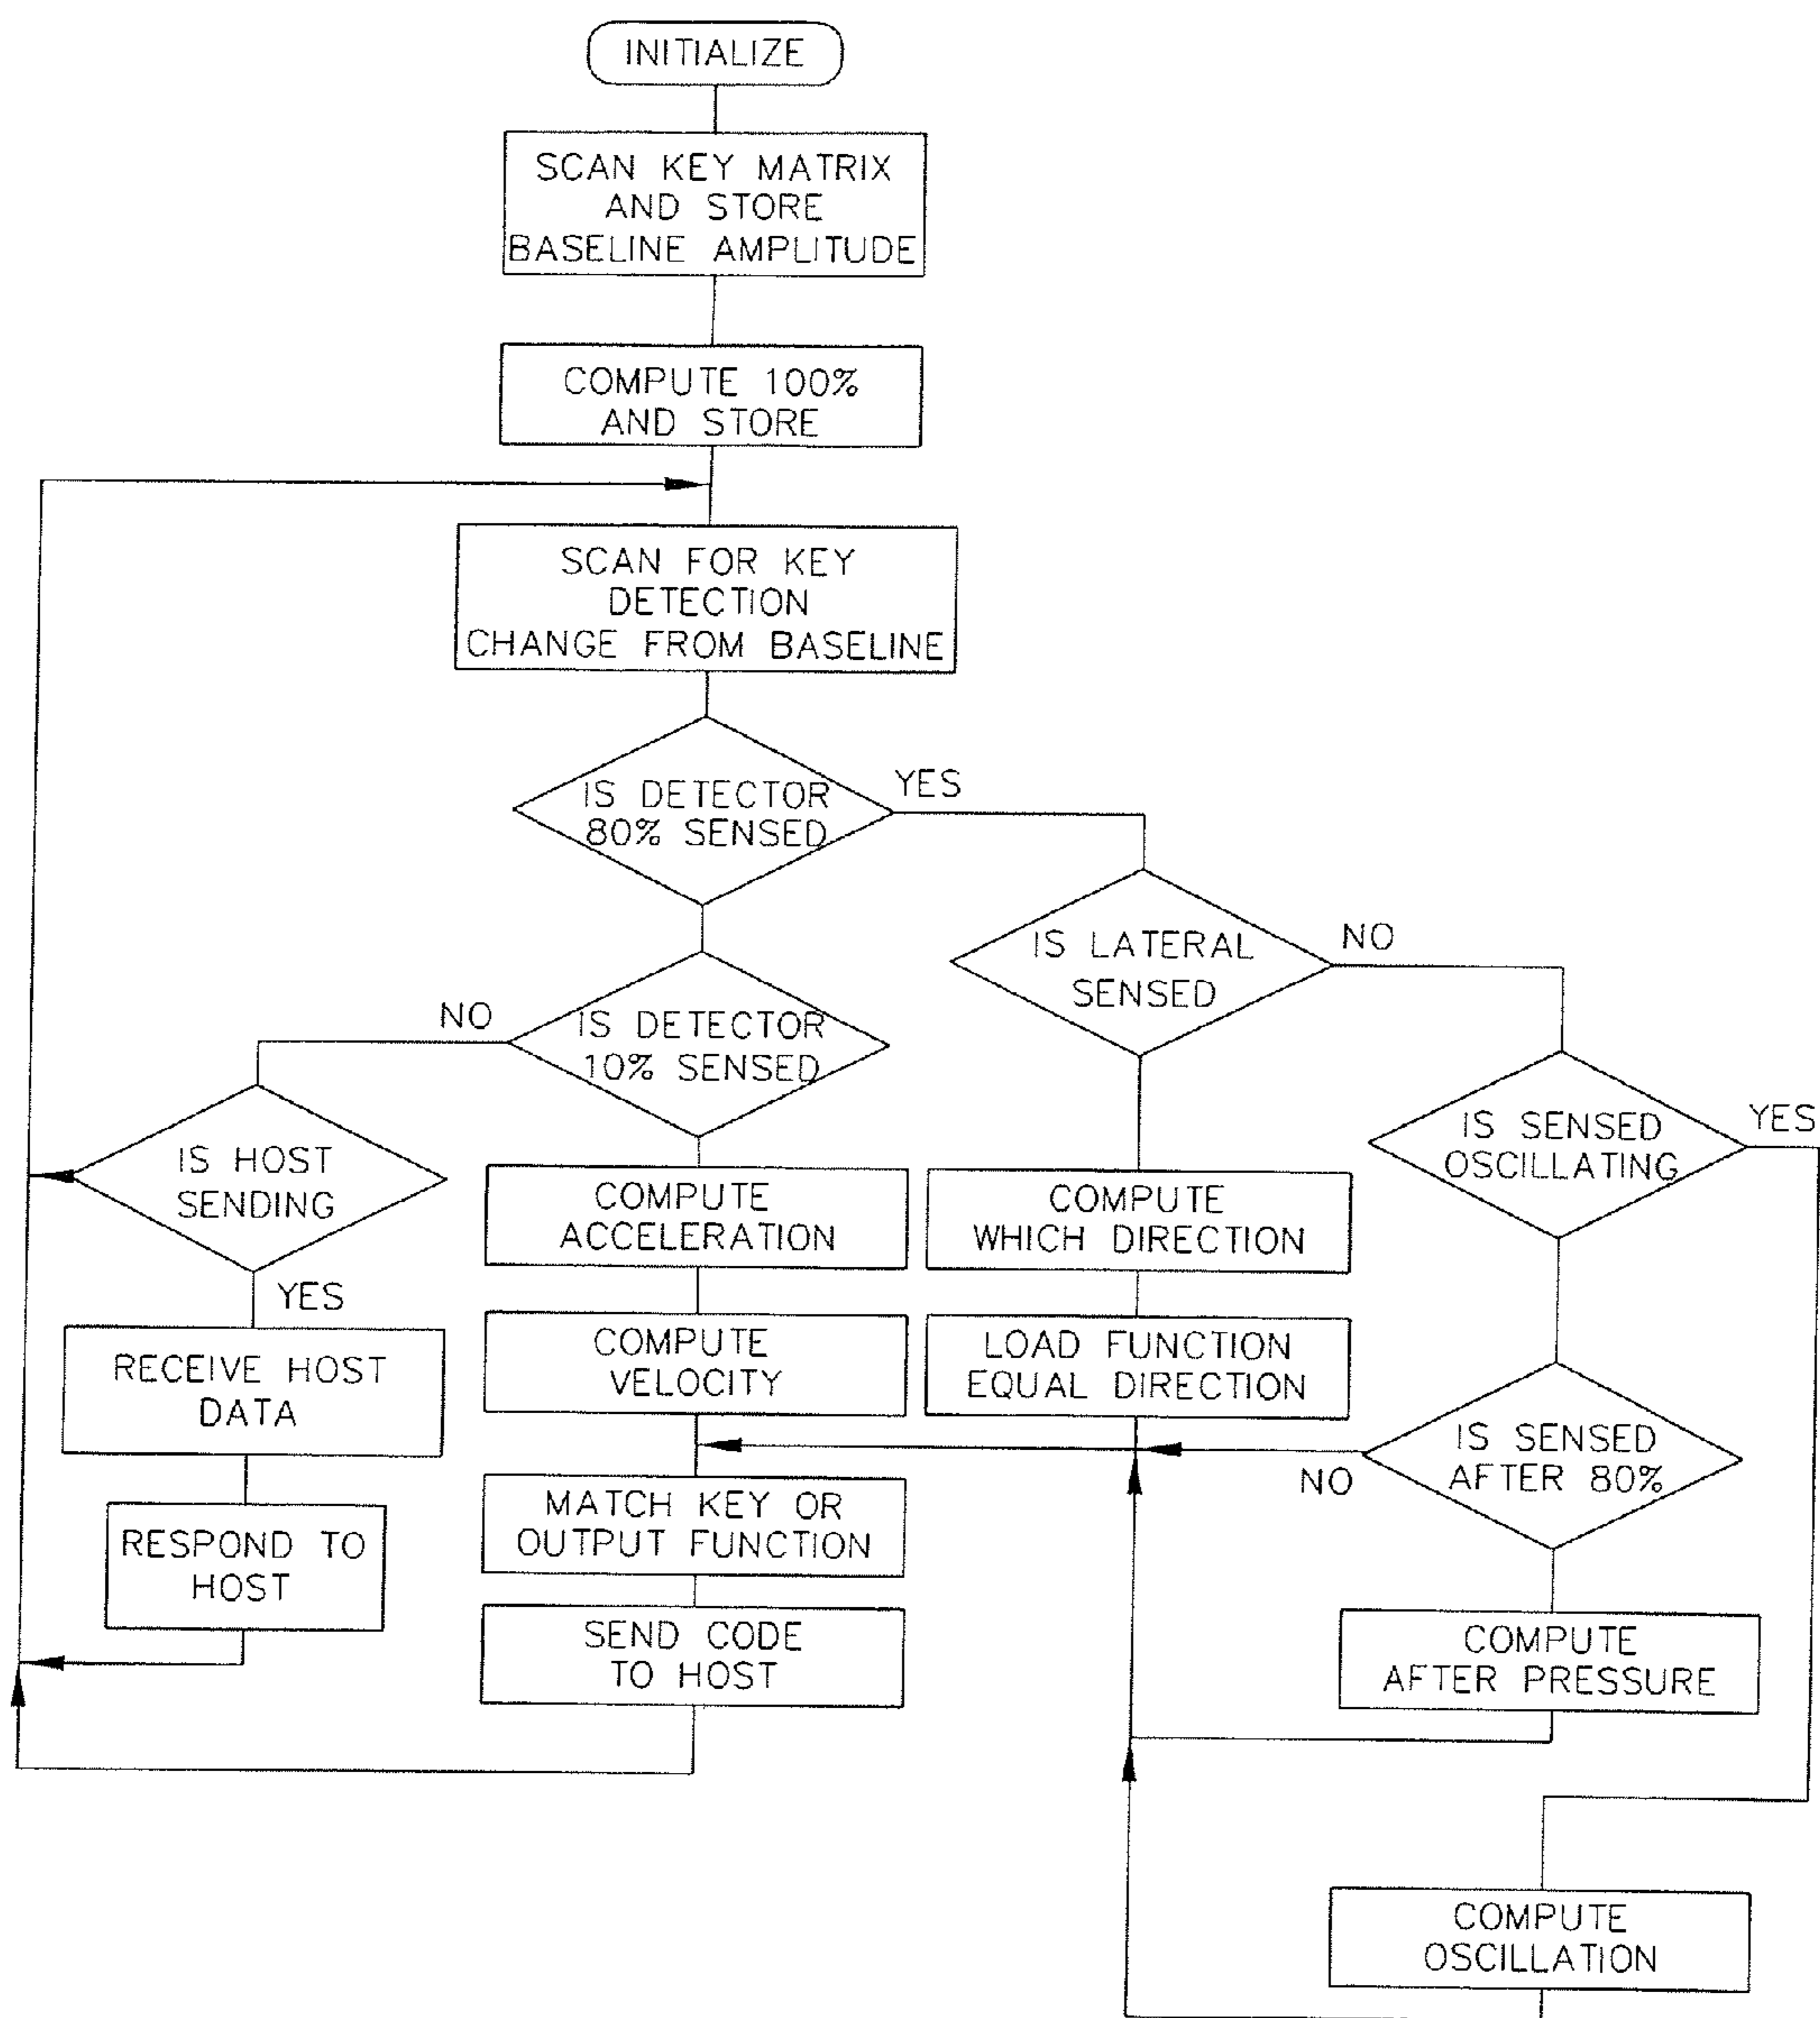 INITIALIZE
SCAN KEY MATRIX
AND STORE
BASELINE AMPLITUDE
COMPUTE 100%
AND STORE
SCAN FOR KEY
DETECTION
CHANGE FROM BASELINE
IS DETECTOR
80% SENSED
YES
IS LATERAL
SENSED
NO
IS DETECTOR
10% SENSED
NO
IS HOST
SENDING
YES
RECEIVE HOST
DATA
RESPOND TO
HOST
COMPUTE
ACCELERATION
COMPUTE
VELOCITY
MATCH KEY OR
OUTPUT FUNCTION
SEND CODE
TO HOST
COMPUTE
WHICH DIRECTION
LOAD FUNCTION
EQUAL DIRECTION
IS SENSED
OSCILLATING
YES
IS SENSED
AFTER 80%
NO
COMPUTE
AFTER PRESSURE
COMPUTE
OSCILLATION